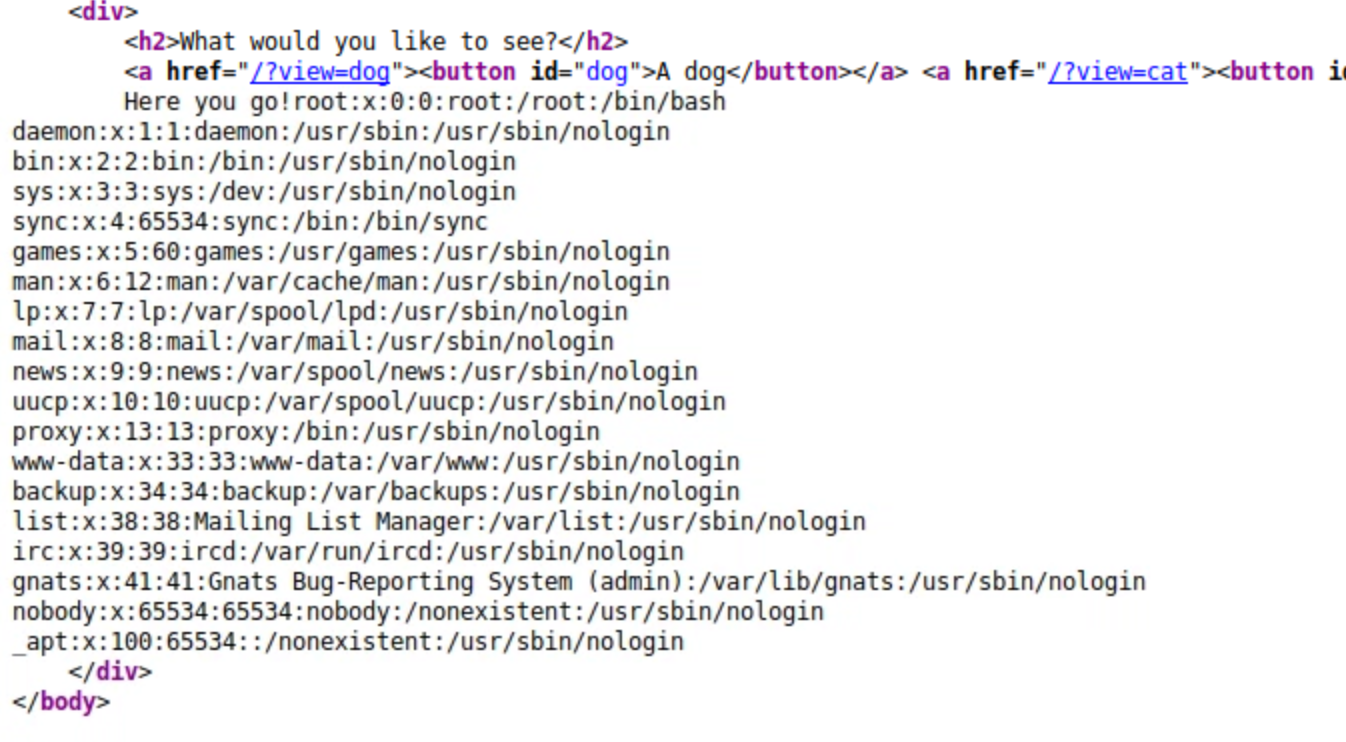 <div>
<h2>What would you like to see?</h2>
<a href="/?view=dog"><button id="dog">A dog</button></a> <a href="/?view=cat"><button
Here you go!root:x:0:0:root:/root:/bin/bash
daemon:x:1:1:daemon:/usr/sbin:/usr/sbin/nologin
bin:x:2:2:bin:/bin:/usr/sbin/nologin
sys:x:3:3:sys:/dev:/usr/sbin/nologin
sync:x:4:65534:sync:/bin:/bin/sync
games:x:5:60:games:/usr/games:/usr/sbin/nologin
man:x:6:12:man:/var/cache/man:/usr/sbin/nologin
lp:x:7:7:lp:/var/spool/lpd:/usr/sbin/nologin
mail:x:8:8:mail:/var/mail:/usr/sbin/nologin
news:x:9:9:news:/var/spool/news:/usr/sbin/nologin
uucp:x:10:10:uucp:/var/spool/uucp:/usr/sbin/nologin
proxy:x:13:13:proxy:/bin:/usr/sbin/nologin
www-data:x:33:33:www-data:/var/www:/usr/sbin/nologin
backup:x:34:34:backup:/var/backups:/usr/sbin/nologin
list:x:38:38:Mailing List Manager:/var/list:/usr/sbin/nologin
irc:x:39:39:ircd:/var/run/ircd:/usr/sbin/nologin
gnats:x:41:41:Gnats Bug-Reporting System (admin):/var/lib/gnats:/usr/sbin/nologin
nobody:x:65534:65534:nobody:/nonexistent:/usr/sbin/nologin
_apt:x:100:65534::/nonexistent:/usr/sbin/nologin
</div>
</body>